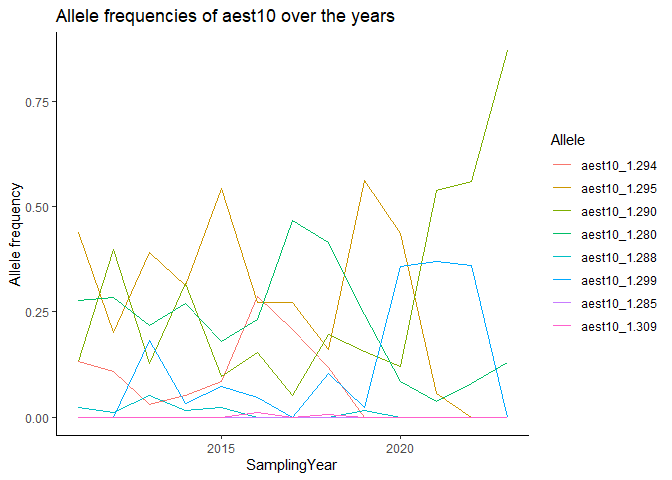 Allele frequencies of aest10 over the years
Allele frequency
0.75
0.50
0.25
0.00
2015
2020
SamplingYear
Allele
aest10_1.294
aest10_1.295
aest10_1.290
aest10_1.280
aest10_1.288
aest10_1.299
aest10_1.285
aest10_1.309